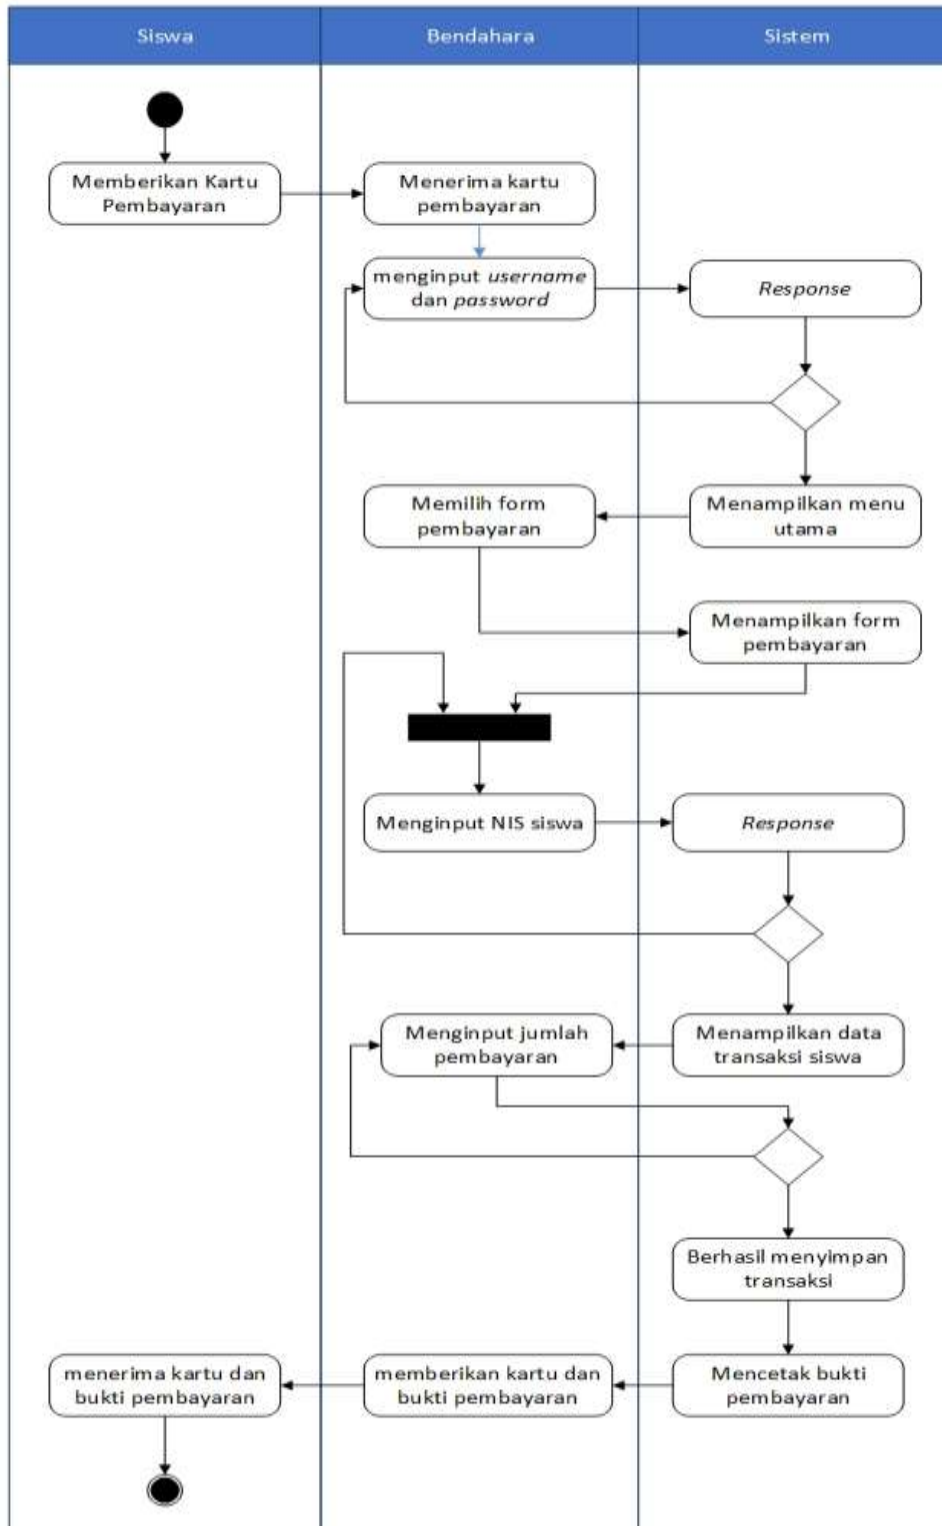 Siswa
Bendahara
Sistem
Memberikan Kartu
Pembayaran
Menerima kartu
pembayaran
menginput username
dan password
Response
Memilih form
pembayaran
Menampilkan menu
utama
Menampilkan form
pembayaran
Menginput NIS siswa
Response
Menginput jumlah
pembayaran
Menampilkan data
transaksi siswa
Berhasil menyimpan
transaksi
menerima kartu dan
bukti pembayaran
memberikan kartu dan
bukti pembayaran
Mencetak bukti
pembayaran